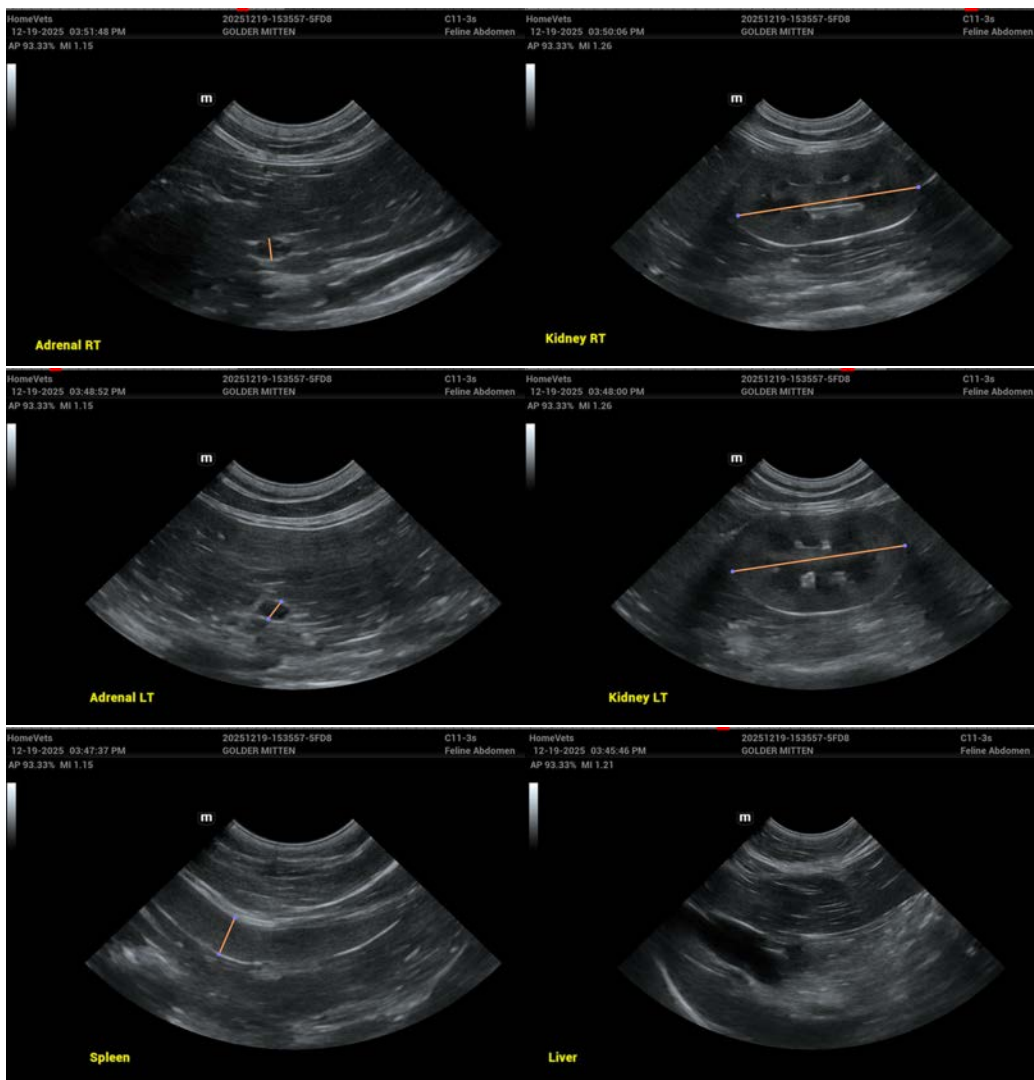 HomeVets 20251219-153557-5FD8 C11-3s
12-19-2025 03:51:48 PM GOLDER MITTEN Feline Abdomen
AP 93.33% MI 1.15
m
Adrenal RT
HomeVets 20251219-153557-5FD8 C11-3s
12-19-2025 03:50:06 PM GOLDER MITTEN Feline Abdomen
AP 93.33% MI 1.26
m
Kidney RT
HomeVets 20251219-153557-5FD8 C11-3s
12-19-2025 03:48:52 PM GOLDER MITTEN Feline Abdomen
AP 93.33% MI 1.15
m
Adrenal LT
HomeVets 20251219-153557-5FD8 C11-3s
12-19-2025 03:48:00 PM GOLDER MITTEN Feline Abdomen
AP 93.33% MI 1.26
m
Kidney LT
HomeVets 20251219-153557-5FD8 C11-3s
12-19-2025 03:47:37 PM GOLDER MITTEN Feline Abdomen
AP 93.33% MI 1.15
m
Spleen
HomeVets 20251219-153557-5FD8 C11-3s
12-19-2025 03:45:46 PM GOLDER MITTEN Feline Abdomen
AP 93.33% MI 1.21
m
Liver